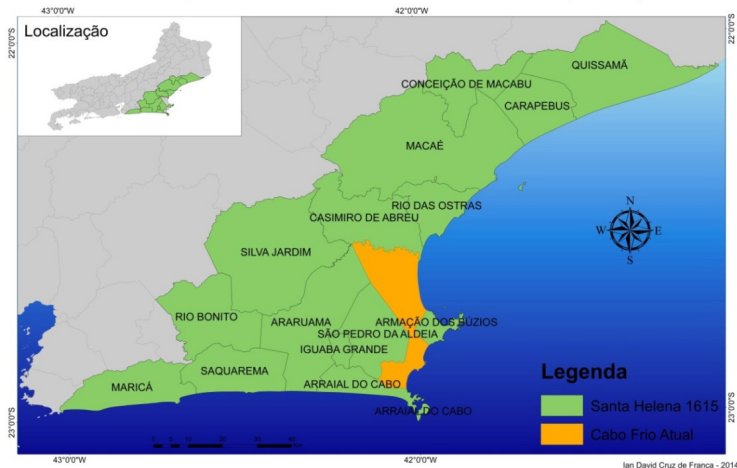 43°0'0"W
42°0'0"W
22°0'0"S
22°0'0"S
Localização
QUISSAMÃ
CONCEIÇÃO DE MACABU
CARAPEBUS
MACAÉ
RIO DAS OSTRAS
CASIMIRO DE ABREU
N
W
E
S
SILVA JARDIM
RIO BONITO
ARARUAMA
ARMAÇÃO DOS BÚZIOS
SÃO PEDRO DA ALDEIA
IGUABA GRANDE
SAQUAREMA
ARRAIAL DO CABO
MARICÁ
ARRAIAL DO CABO
Legenda
Santa Helena 1615
Cabo Frio Atual
23°0'0"S
23°0'0"S
43°0'0"W
42°0'0"W
Ian David Cruz de França - 2014